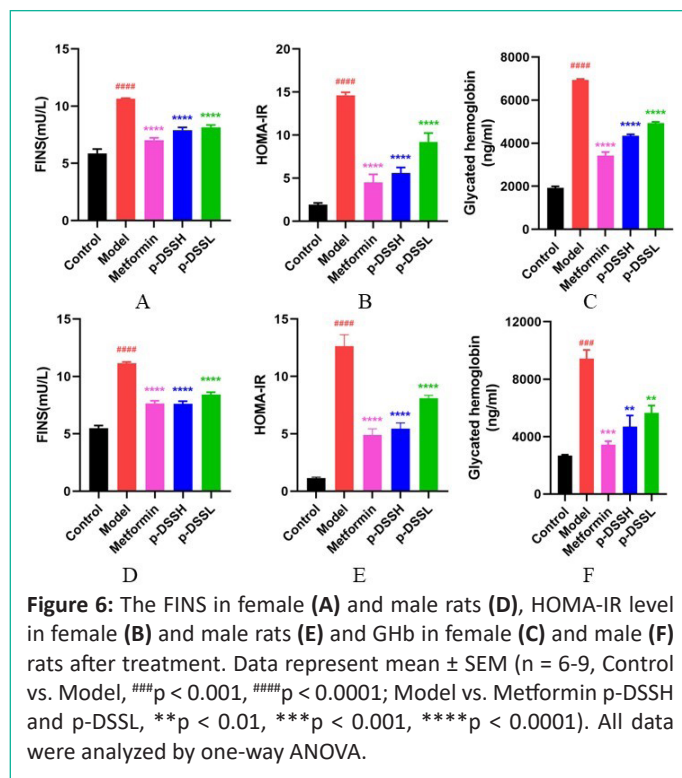 15
10
5
0
FINS(mU/L)
####
****
****
****
Control
Model
Metformin
p-DSSH
p-DSSL
A
20
15
10
5
0
HOMA-IR
####
****
****
****
Control
Model
Metformin
p-DSSH
p-DSSL
B
8000
6000
4000
2000
0
Glycated hemoglobin
(ng/ml)
####
****
****
****
Control
Model
Metformin
p-DSSH
p-DSSL
C
15
10
5
0
FINS(mU/L)
####
****
****
****
Control
Model
Metformin
p-DSSH
p-DSSL
D
15
10
5
0
HOMA-IR
####
****
****
****
Control
Model
Metformin
p-DSSH
p-DSSL
E
12000
8000
4000
0
Glycated hemoglobin
(ng/ml)
###
***
**
**
Control
Model
Metformin
p-DSSH
p-DSSL
F
Figure 6: The FINS in female (A) and male rats (D), HOMA-IR level
in female (B) and male rats (E) and GHb in female (C) and male (F)
rats after treatment. Data represent mean ± SEM (n = 6-9, Control
vs. Model, ###p < 0.001, ####p < 0.0001; Model vs. Metformin p-DSSH
and p-DSSL, **p < 0.01, ***p < 0.001, ****p < 0.0001). All data
were analyzed by one-way ANOVA.